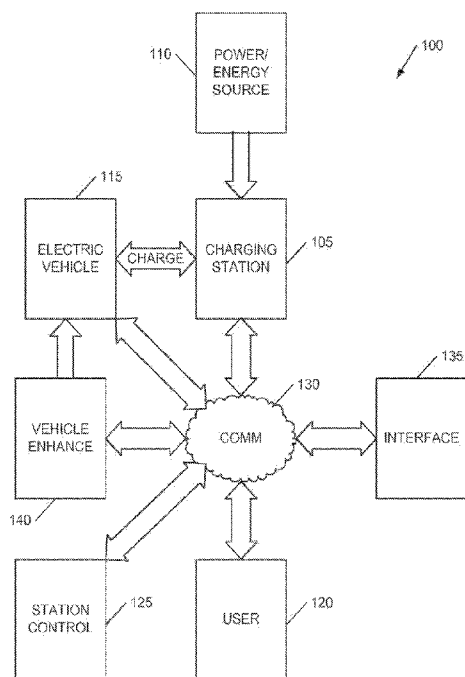 110
POWER/
ENERGY
SOURCE
100
115
ELECTRIC
VEHICLE
CHARGE
CHARGING
STATION
105
130
135
VEHICLE
ENHANCE
COMM
INTERFACE
140
STATION
CONTROL
125
USER
120